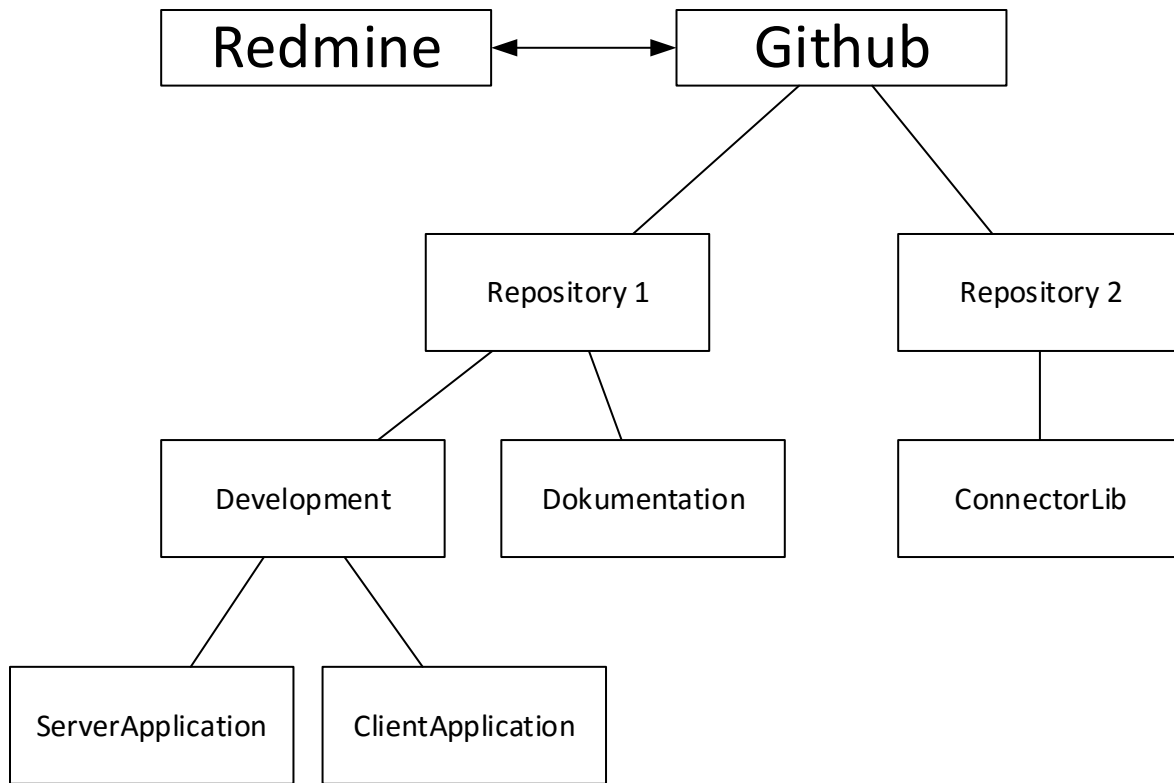 Redmine
Github
Repository 1
Repository 2
Development
Dokumentation
ConnectorLib
ServerApplication
ClientApplication